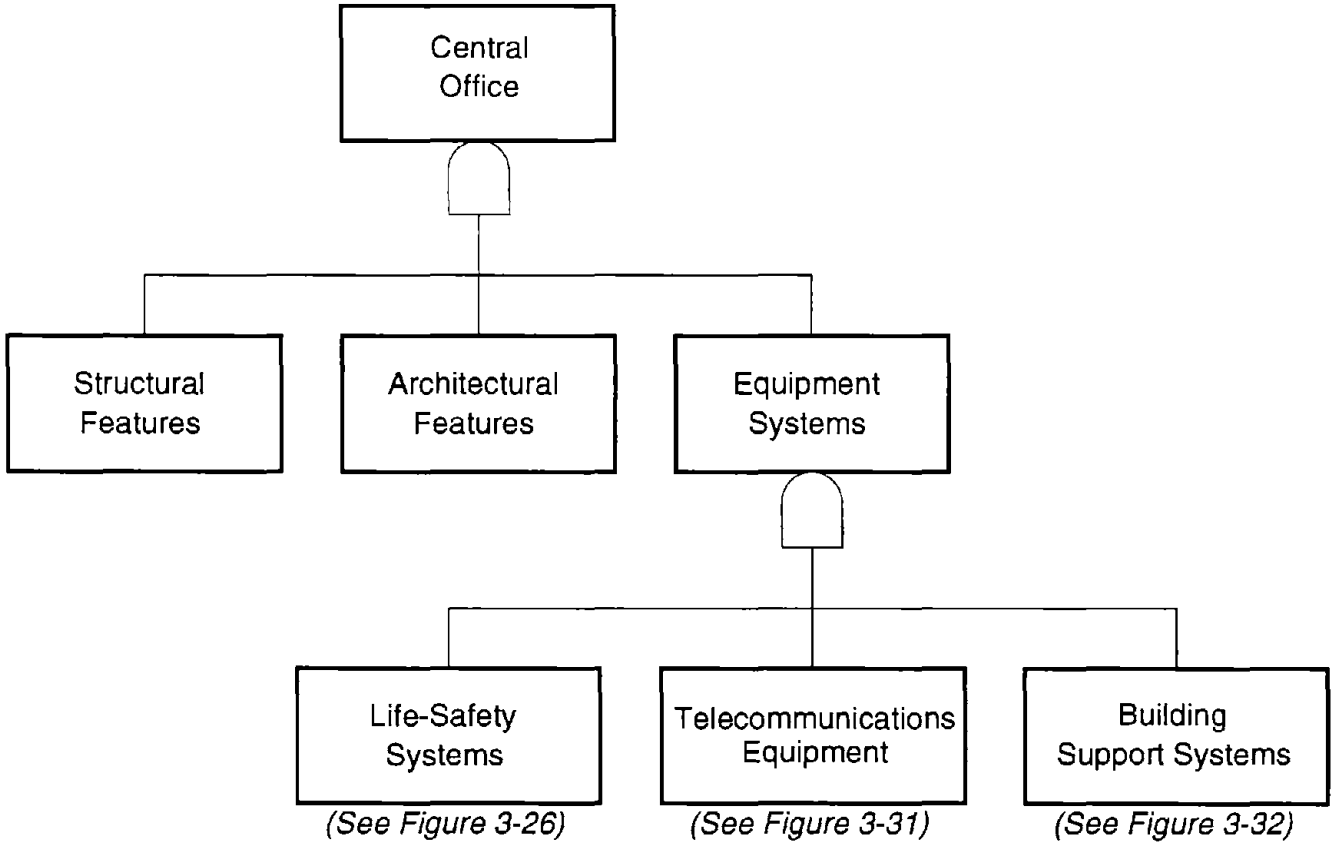 Central
Office
Structural
Features
Architectural
Features
Equipment
Systems
Life-Safety
Systems
(See Figure 3-26)
Telecommunications
Equipment
(See Figure 3-31)
Building
Support Systems
(See Figure 3-32)